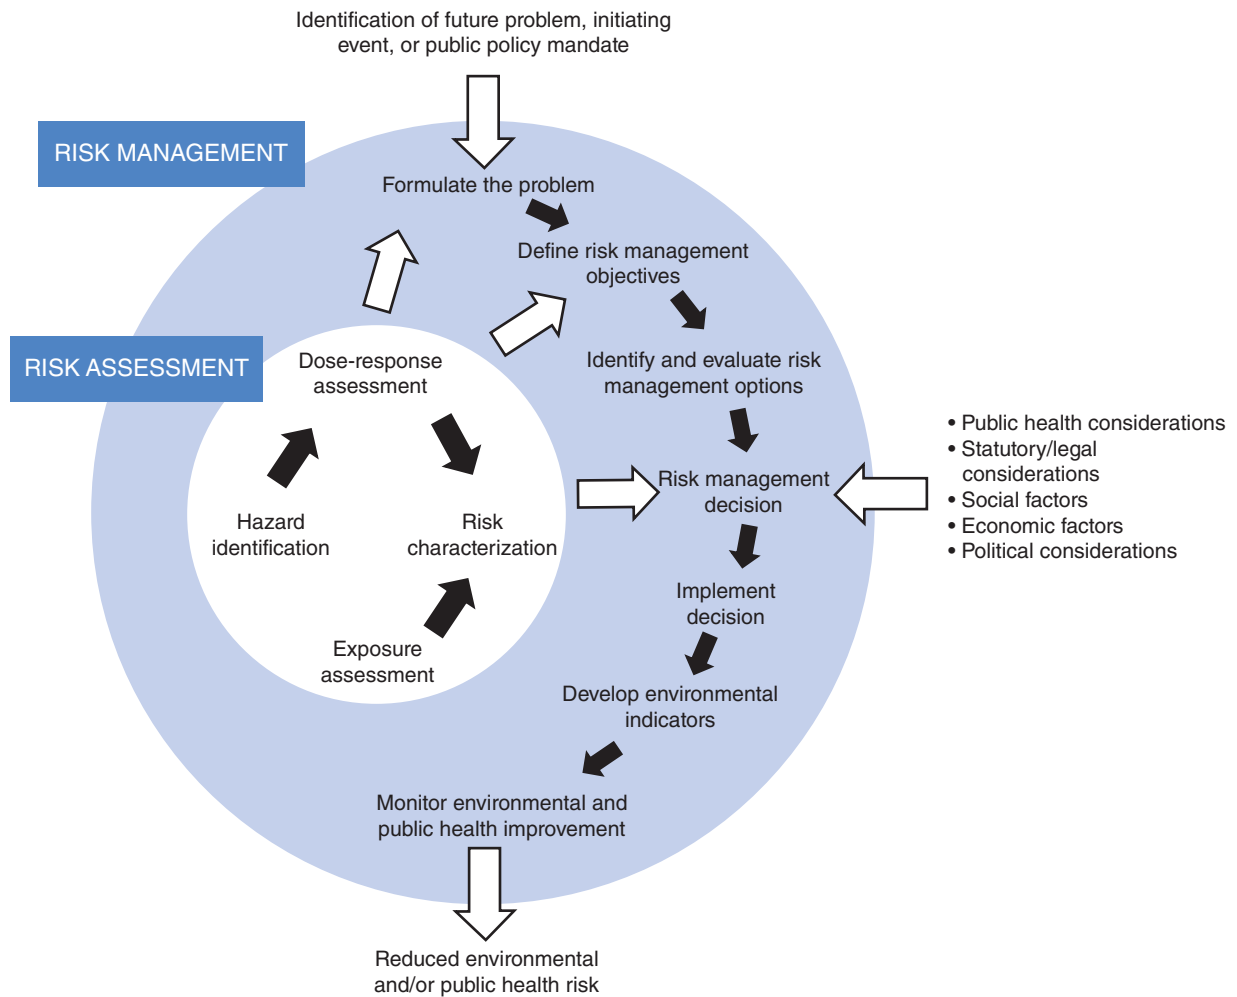 Identification of future problem, initiating
event, or public policy mandate
RISK MANAGEMENT
Formulate the problem
Define risk management
objectives
RISK ASSESSMENT
Dose-response
assessment
Identify and evaluate risk
management options
• Public health considerations
• Statutory/legal
considerations
• Social factors
• Economic factors
• Political considerations
Risk management
decision
Hazard
identification
Risk
characterization
Implement
decision
Exposure
assessment
Develop environmental
indicators
Monitor environmental and
public health improvement
Reduced environmental
and/or public health risk